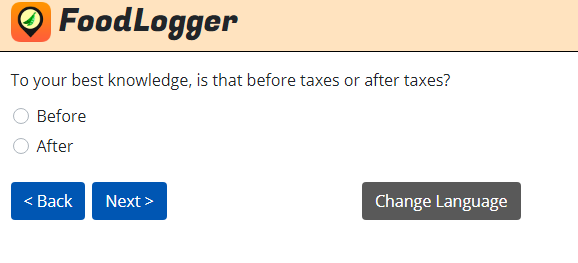 FoodLogger
To your best knowledge, is that before taxes or after taxes?
Before
After
< Back Next > Change Language